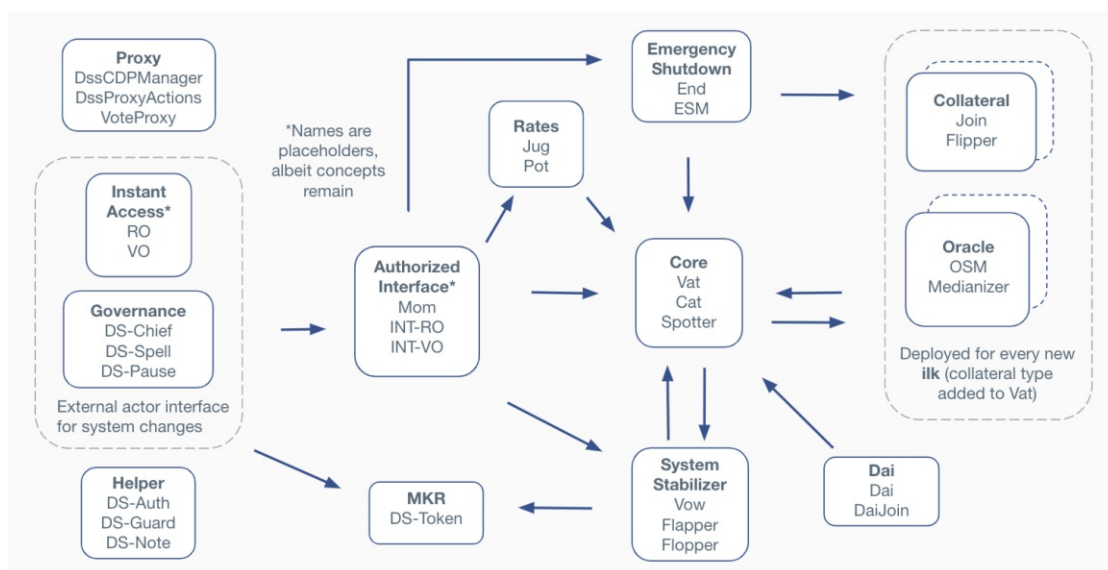 Proxy
DssCDPManager
DssProxyActions
VoteProxy
Instant
Access*
RO
VO
Governance
DS-Chief
DS-Spell
DS-Pause
External actor interface
for system changes
Helper
DS-Auth
DS-Guard
DS-Note
*Names are
placeholders,
albeit concepts
remain
Authorized
Interface*
Mom
INT-RO
INT-VO
MKR
DS-Token
Rates
Jug
Pot
Emergency
Shutdown
End
ESM
Core
Vat
Cat
Spotter
System
Stabilizer
Vow
Flapper
Flopper
Collateral
Join
Flipper
Oracle
OSM
Medianizer
Deployed for every new
ilk (collateral type
added to Vat)
Dai
Dai
DaiJoin